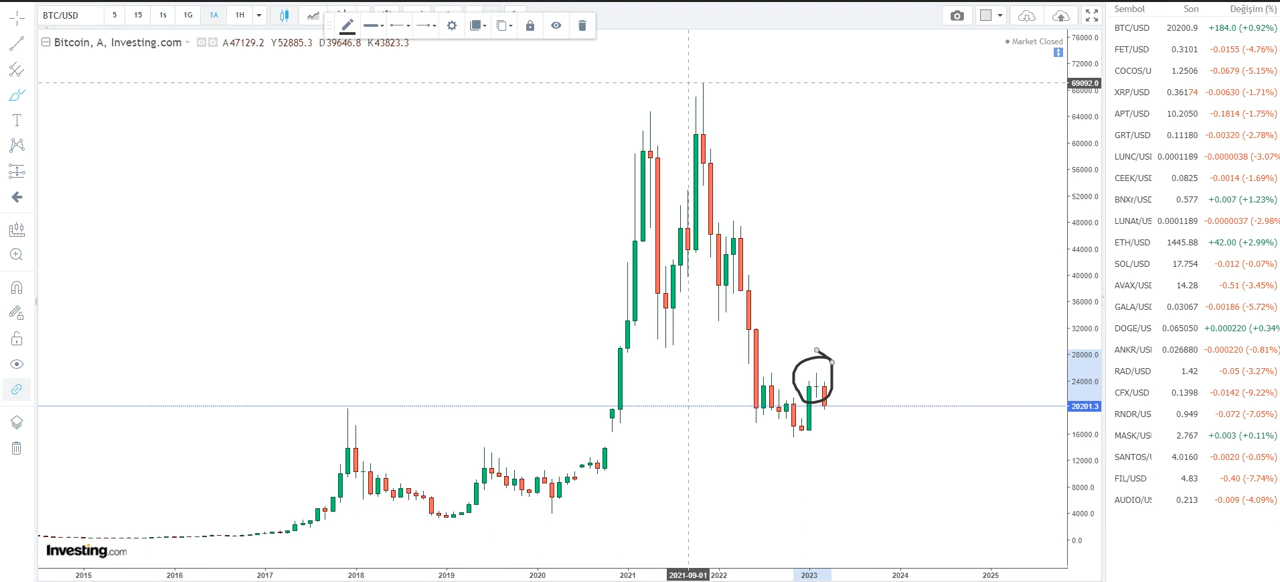 BTC/USD 5 15 1s 1G 1A 1H
Bitcoin, A, Investing.com A47129.2 Y52885.3 D39646.8 K43823.3
Market Closed
76000.0
72000.0
69092.0
68000.0
64000.0
60000.0
56000.0
52000.0
48000.0
44000.0
40000.0
36000.0
32000.0
28000.0
24000.0
20201.3
16000.0
12000.0
8000.0
4000.0
0.0
Investing.com
2015 2016 2017 2018 2019 2020 2021 2021-09-01 2022 2023 2024 2025
Sembol Son Değişim (%)
BTC/USD 20200.9 +184.0 (+0.92%)
FET/USD 0.3101 -0.0155 (-4.76%)
COCOS/U 1.2506 -0.0679 (-5.15%)
XRP/USD 0.36174 -0.00630 (-1.71%)
APT/USD 10.2050 -0.1814 (-1.75%)
GRT/USD 0.11180 -0.00320 (-2.78%)
LUNC/USI 0.0001189 -0.0000038 (-3.07%
CEEK/USD 0.0825 -0.0014 (-1.69%)
BNXr/USD 0.577 +0.007 (+1.23%)
LUNAt/US 0.0001189 -0.0000037 (-2.98%
ETH/USD 1445.88 +42.00 (+2.99%)
SOL/USD 17.754 -0.012 (-0.07%)
AVAX/USD 14.28 -0.51 (-3.45%)
GALA/USD 0.03067 -0.00186 (-5.72%)
DOGE/US 0.065050 +0.000220 (+0.34%
ANKR/USI 0.026880 -0.000220 (-0.81%)
RAD/USD 1.42 -0.05 (-3.27%)
CFX/USD 0.1398 -0.0142 (-9.22%)
RNDR/US 0.949 -0.072 (-7.05%)
MASK/USI 2.767 +0.003 (+0.11%)
SANTOS/U 4.0160 -0.0020 (-0.05%)
FIL/USD 4.83 -0.40 (-7.74%)
AUDIO/US 0.213 -0.009 (-4.09%)